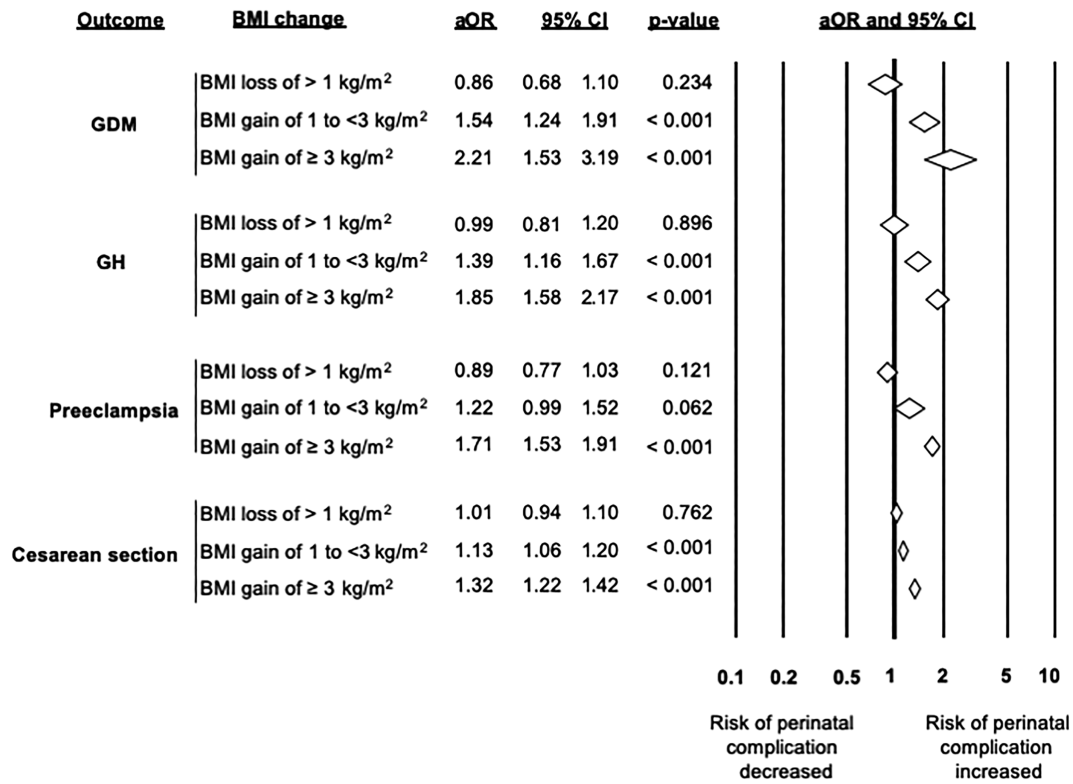 Outcome BMI change aOR 95% CI p-value aOR and 95% CI
BMI loss of > 1 kg/m² 0.86 0.68 1.10 0.234
GDM BMI gain of 1 to <3 kg/m² 1.54 1.24 1.91 < 0.001
BMI gain of ≥ 3 kg/m² 2.21 1.53 3.19 < 0.001
BMI loss of > 1 kg/m² 0.99 0.81 1.20 0.896
GH BMI gain of 1 to <3 kg/m² 1.39 1.16 1.67 < 0.001
BMI gain of ≥ 3 kg/m² 1.85 1.58 2.17 < 0.001
BMI loss of > 1 kg/m² 0.89 0.77 1.03 0.121
Preeclampsia BMI gain of 1 to <3 kg/m² 1.22 0.99 1.52 0.062
BMI gain of ≥ 3 kg/m² 1.71 1.53 1.91 < 0.001
BMI loss of > 1 kg/m² 1.01 0.94 1.10 0.762
Cesarean section BMI gain of 1 to <3 kg/m² 1.13 1.06 1.20 < 0.001
BMI gain of ≥ 3 kg/m² 1.32 1.22 1.42 < 0.001
0.1 0.2 0.5 1 2 5 10
Risk of perinatal
complication
decreased
Risk of perinatal
complication
increased